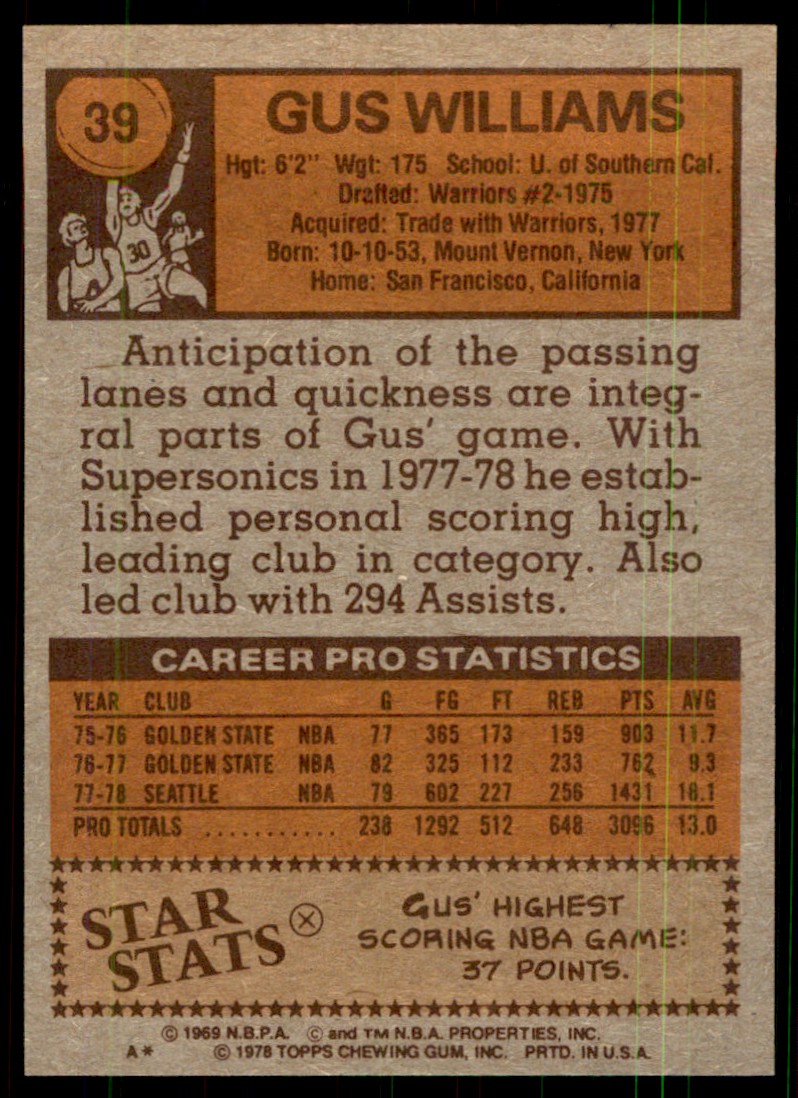 39
GUS WILLIAMS
Hgt: 6'2" Wgt: 175 School: U. of Southern Cal.
Drafted: Warriors #2-1975
Acquired: Trade with Warriors, 1977
Born: 10-10-53, Mount Vernon, New York
Home: San Francisco, California
30
Anticipation of the passing
lanes and quickness are integ-
ral parts of Gus' game. With
Supersonics in 1977-78 he estab-
lished personal scoring high,
leading club in category. Also
led club with 294 Assists.
CAREER PRO STATISTICS
YEAR CLUB G FG FT REB PTS AVG
75-76 GOLDEN STATE NBA 77 365 173 159 903 11.7
76-77 GOLDEN STATE NBA 82 325 112 233 762 9.3
77-78 SEATTLE NBA 79 602 227 256 1431 18.1
PRO TOTALS ........... 238 1292 512 648 3096 13.0
STAR
STATS
GUS' HIGHEST
SCORING NBA GAME:
37 POINTS.
© 1969 N.B.P.A. © and TM N.B.A. PROPERTIES, INC.
A* © 1978 TOPPS CHEWING GUM, INC. PRTD. IN U.S.A.